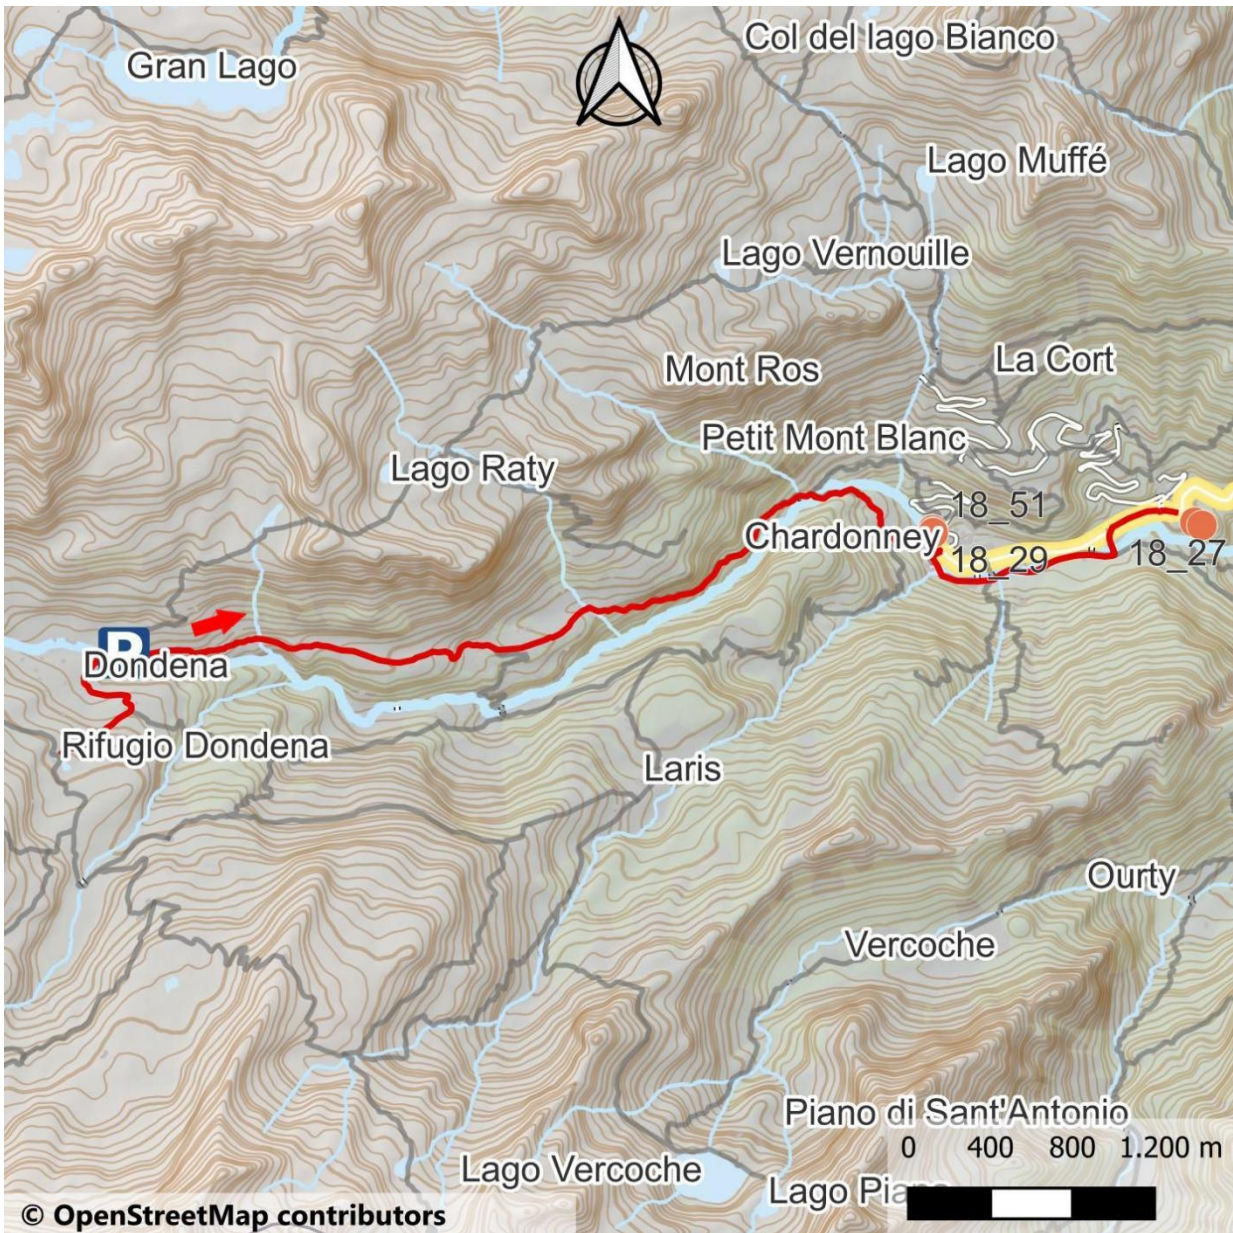 Col del lago Bianco
Gran Lago
Lago Muffé
Lago Vernouille
La Cort
Mont Ros
Petit Mont Blanc
Lago Raty
18_51
Chardonney
18_29
18_27
P
Dondena
Rifugio Dondena
Laris
Ourty
Vercoche
Piano di Sant'Antonio
0 400 800 1.200 m
Lago Vercoche
Lago Piana
© OpenStreetMap contributors